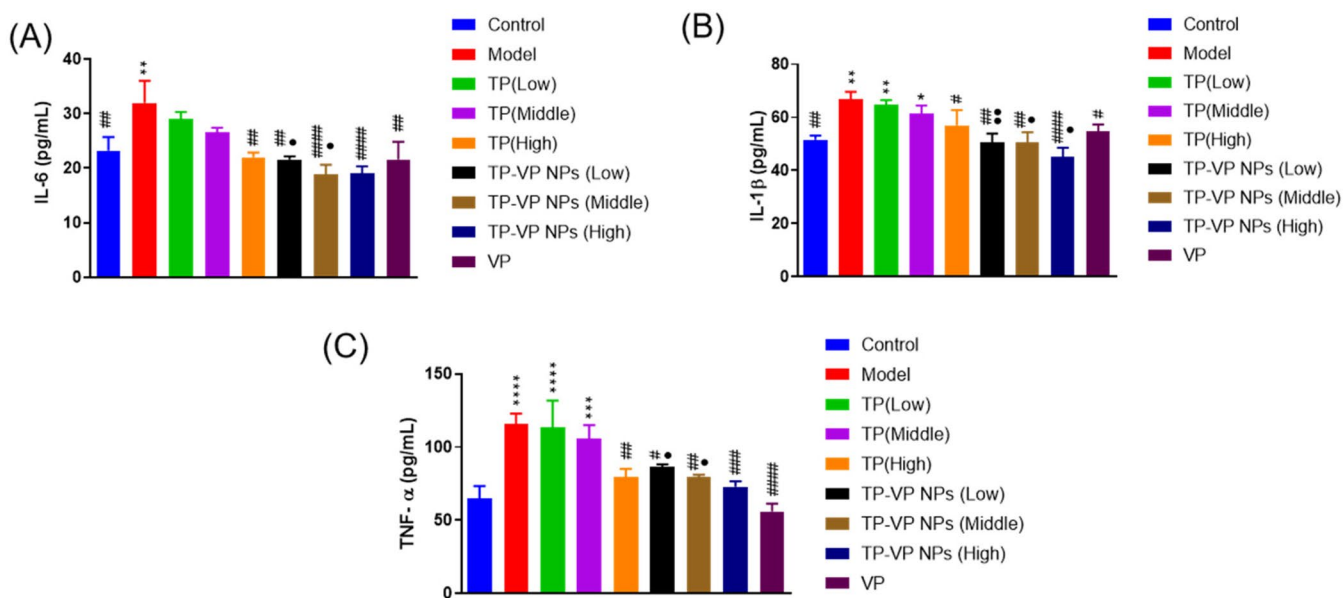 (A)
IL-6 (pg/mL)
40
30
20
10
0
##
**
##
##●
####●
####
##
Control
Model
TP(Low)
TP(Middle)
TP(High)
TP-VP NPs (Low)
TP-VP NPs (Middle)
TP-VP NPs (High)
VP
(B)
IL-1β (pg/mL)
80
60
40
20
0
##
**
**
*
#
##●●
##●
####●
#
Control
Model
TP(Low)
TP(Middle)
TP(High)
TP-VP NPs (Low)
TP-VP NPs (Middle)
TP-VP NPs (High)
VP
(C)
TNF- α (pg/mL)
150
100
50
0
****
****
***
##
#●
##●
###
####
Control
Model
TP(Low)
TP(Middle)
TP(High)
TP-VP NPs (Low)
TP-VP NPs (Middle)
TP-VP NPs (High)
VP